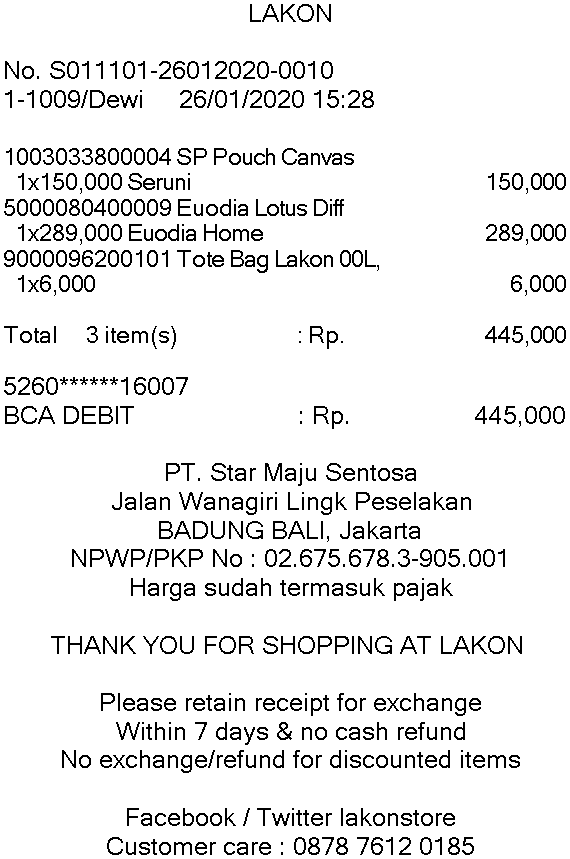 LAKON
No. S011101-26012020-0010
1-1009/Dewi 26/01/2020 15:28
1003033800004 SP Pouch Canvas
1x150,000 Seruni 150,000
5000080400009 Euodia Lotus Diff
1x289,000 Euodia Home 289,000
9000096200101 Tote Bag Lakon 00L,
1x6,000 6,000
Total 3 item(s) : Rp. 445,000
5260******16007
BCA DEBIT : Rp. 445,000
PT. Star Maju Sentosa
Jalan Wanagiri Lingk Peselakan
BADUNG BALI, Jakarta
NPWP/PKP No : 02.675.678.3-905.001
Harga sudah termasuk pajak
THANK YOU FOR SHOPPING AT LAKON
Please retain receipt for exchange
Within 7 days & no cash refund
No exchange/refund for discounted items
Facebook / Twitter lakonstore
Customer care : 0878 7612 0185